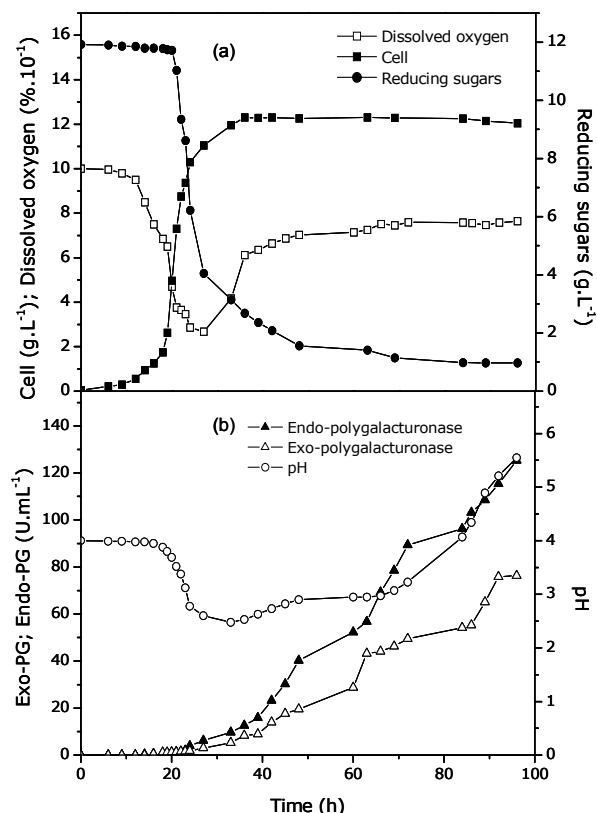 (a)
Dissolved oxygen
Cell
Reducing sugars
Cell (g.L⁻¹); Dissolved oxygen (%.10⁻¹)
16
14
12
10
8
6
4
2
0
Reducing sugars (g.L⁻¹)
12
10
8
6
4
2
0
(b)
Endo-polygalacturonase
Exo-polygalacturonase
pH
Exo-PG; Endo-PG (U.mL⁻¹)
140
120
100
80
60
40
20
0
pH
6
5
4
3
2
1
0
0 20 40 60 80 100
Time (h)